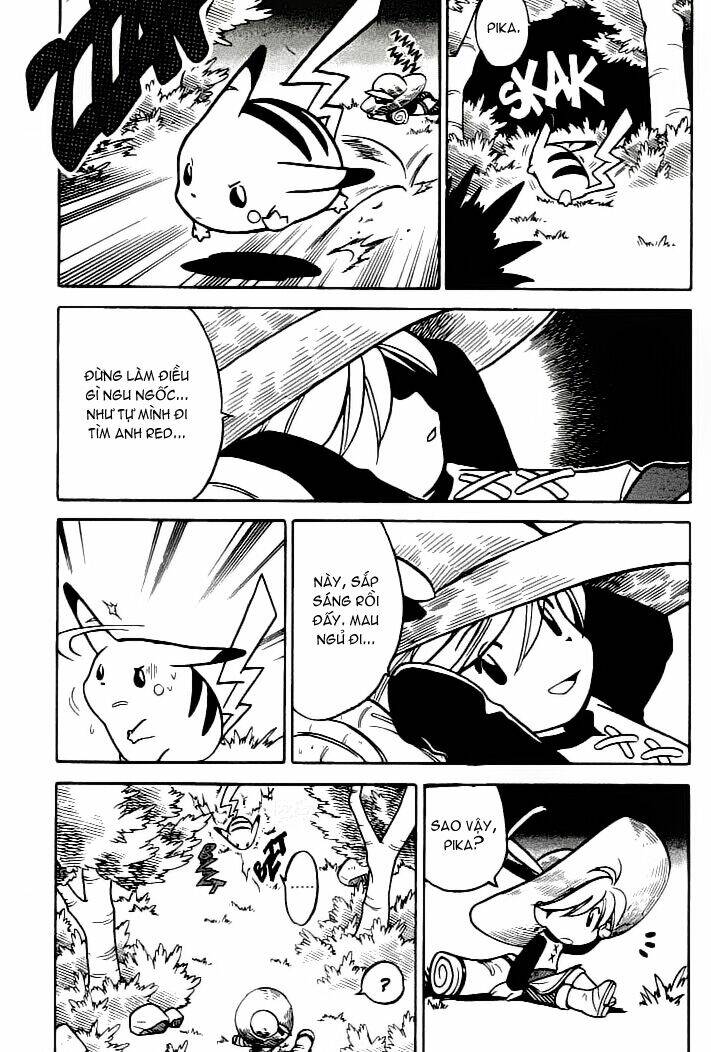 PIKA.
SKAK
ZZAK
ĐỪNG LÀM ĐIỀU
GÌ NGU NGỐC...
NHƯ TỰ MÌNH ĐI
TÌM ANH RED...
NÀY, SẮP
SÁNG RỒI
ĐẤY. MAU
NGỦ ĐI...
SAO VẬY,
PIKA?
........
?